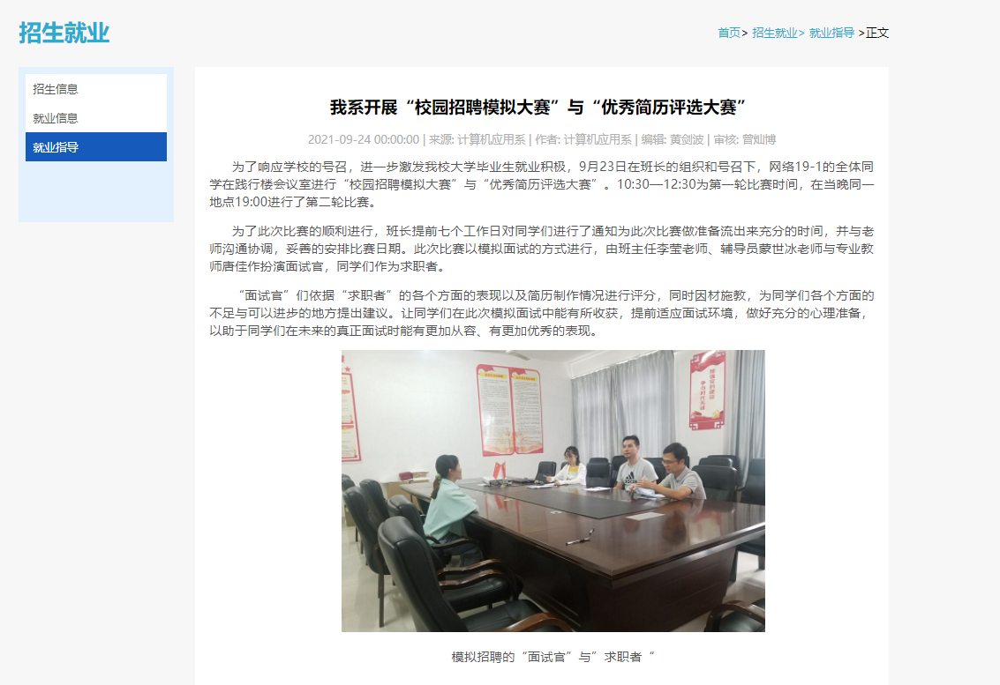 招生就业
首页> 招生就业> 就业指导 >正文
招生信息
就业信息
就业指导
我系开展“校园招聘模拟大赛”与“优秀简历评选大赛”
2021-09-24 00:00:00 | 来源: 计算机应用系 | 作者: 计算机应用系 | 编辑: 黄剑波 | 审核: 曾灿博
为了响应学校的号召，进一步激发我校大学毕业生就业积极，9月23日在班长的组织和号召下，网络19-1的全体同
学在践行楼会议室进行“校园招聘模拟大赛”与“优秀简历评选大赛”。10:30—12:30为第一轮比赛时间，在当晚同一
地点19:00进行了第二轮比赛。
为了此次比赛的顺利进行，班长提前七个工作日对同学们进行了通知为此次比赛做准备流出来充分的时间，并与老
师沟通协调，妥善的安排比赛日期。此次比赛以模拟面试的方式进行，由班主任李莹老师、辅导员蒙世冰老师与专业教
师唐佳作扮演面试官，同学们作为求职者。
“面试官”们依据“求职者”的各个方面的表现以及简历制作情况进行评分，同时因材施教，为同学们各个方面的
不足与可以进步的地方提出建议。让同学们在此次模拟面试中能有所收获，提前适应面试环境，做好充分的心理准备，
以助于同学们在未来的真正面试时能有更加从容、有更加优秀的表现。
模拟招聘的“面试官”与”求职者“